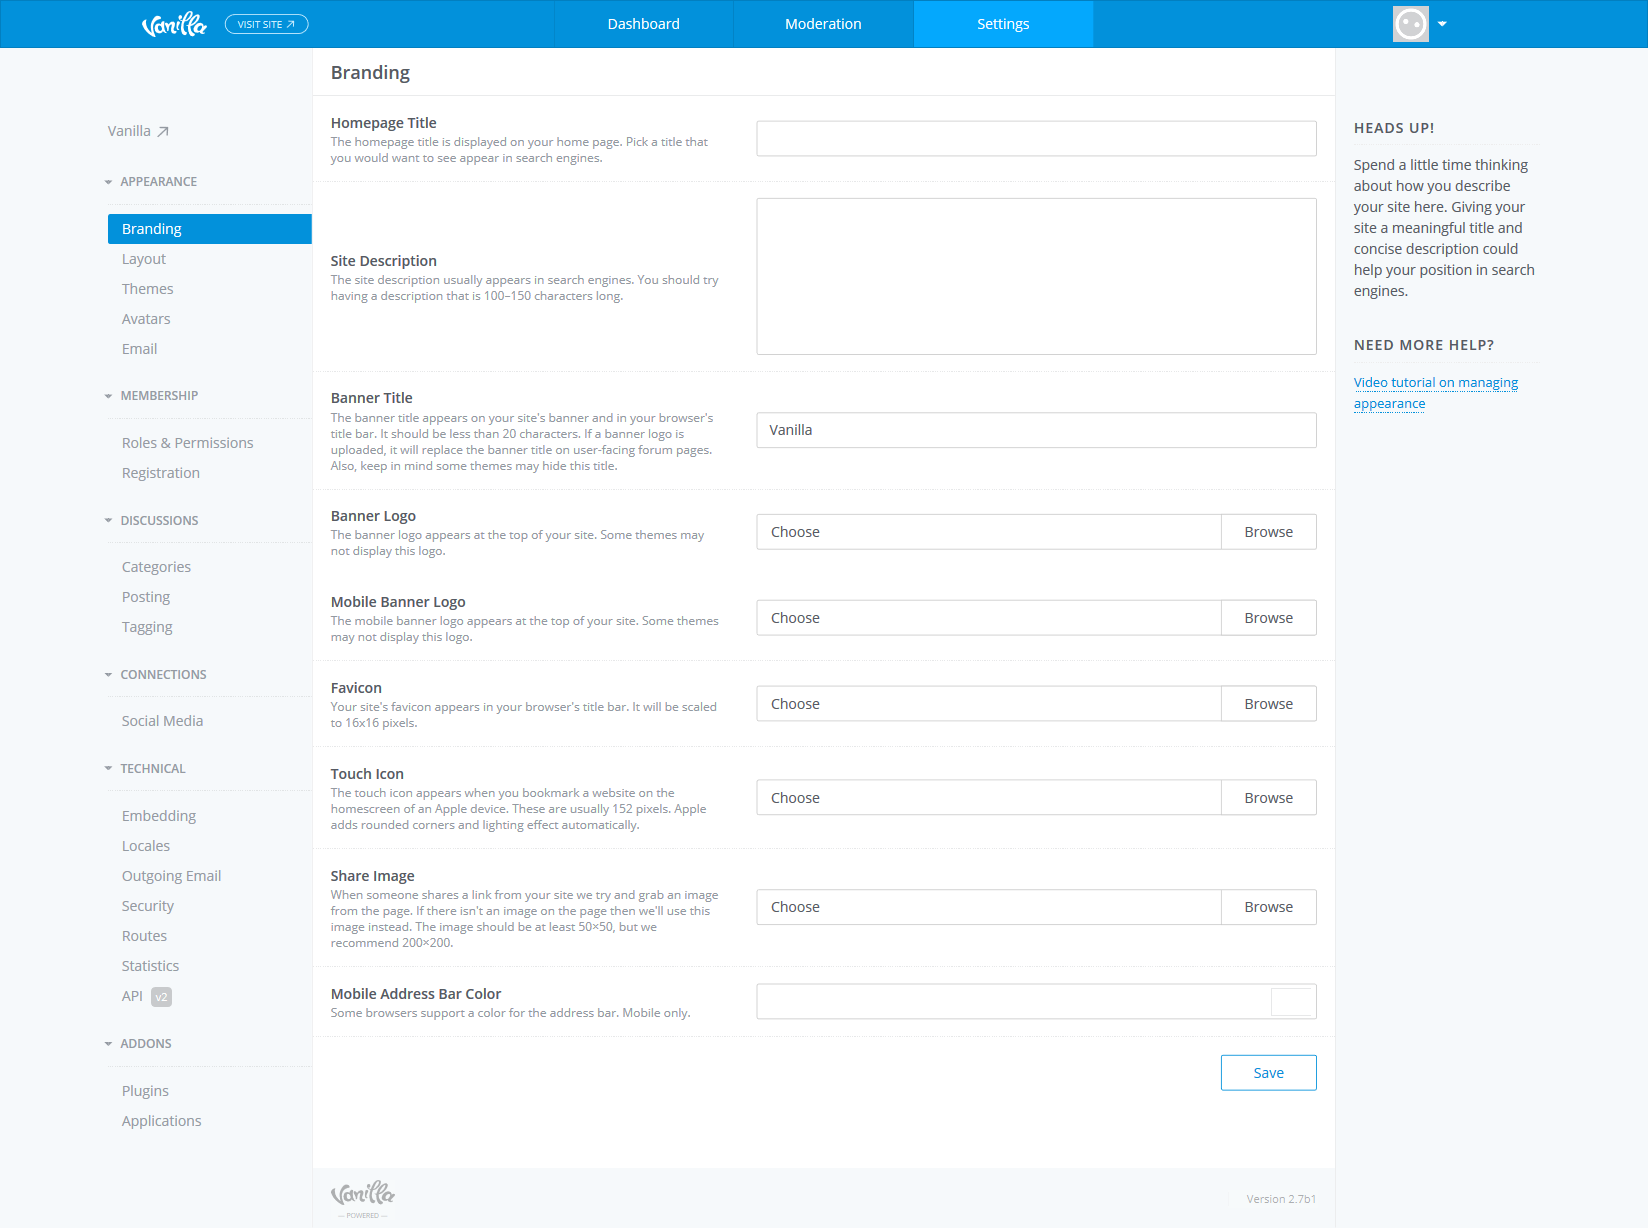 Vanilla
VISIT SITE
Dashboard
Moderation
Settings
Vanilla
APPEARANCE
Branding
Layout
Themes
Avatars
Email
MEMBERSHIP
Roles & Permissions
Registration
DISCUSSIONS
Categories
Posting
Tagging
CONNECTIONS
Social Media
TECHNICAL
Embedding
Locales
Outgoing Email
Security
Routes
Statistics
API v2
ADDONS
Plugins
Applications
Branding
Homepage Title
The homepage title is displayed on your home page. Pick a title that
you would want to see appear in search engines.
Site Description
The site description usually appears in search engines. You should try
having a description that is 100–150 characters long.
Banner Title
The banner title appears on your site's banner and in your browser's
title bar. It should be less than 20 characters. If a banner logo is
uploaded, it will replace the banner title on user-facing forum pages.
Also, keep in mind some themes may hide this title.
Vanilla
Banner Logo
The banner logo appears at the top of your site. Some themes may
not display this logo.
Choose
Browse
Mobile Banner Logo
The mobile banner logo appears at the top of your site. Some themes
may not display this logo.
Choose
Browse
Favicon
Your site's favicon appears in your browser's title bar. It will be scaled
to 16x16 pixels.
Choose
Browse
Touch Icon
The touch icon appears when you bookmark a website on the
homescreen of an Apple device. These are usually 152 pixels. Apple
adds rounded corners and lighting effect automatically.
Choose
Browse
Share Image
When someone shares a link from your site we try and grab an image
from the page. If there isn't an image on the page then we'll use this
image instead. The image should be at least 50×50, but we
recommend 200×200.
Choose
Browse
Mobile Address Bar Color
Some browsers support a color for the address bar. Mobile only.
Save
Vanilla
— POWERED —
Version 2.7b1
HEADS UP!
Spend a little time thinking
about how you describe
your site here. Giving your
site a meaningful title and
concise description could
help your position in search
engines.
NEED MORE HELP?
Video tutorial on managing
appearance